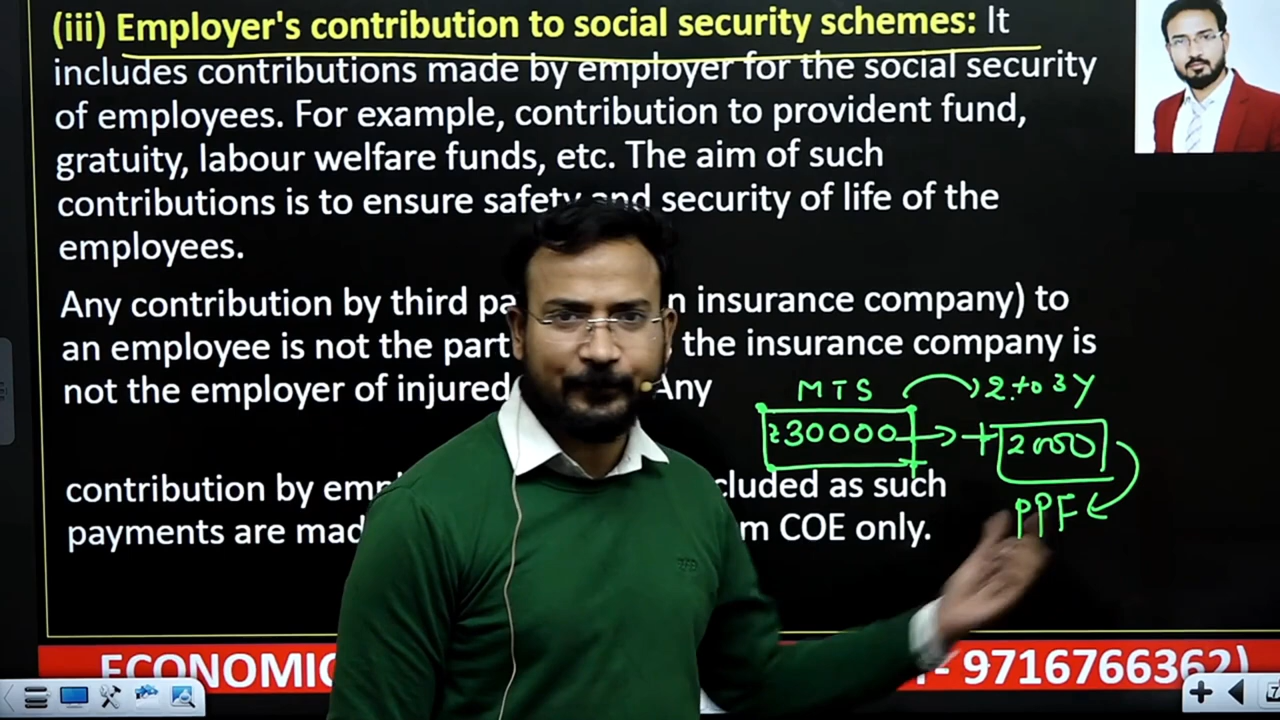 (iii) Employer's contribution to social security schemes: It
includes contributions made by employer for the social security
of employees. For example, contribution to provident fund,
gratuity, labour welfare funds, etc. The aim of such
contributions is to ensure safety and security of life of the
employees.
Any contribution by third insurance company) to
an employee is not the part the insurance company is
not the employer of injured Any
MTS 2 to 3 Y
₹30000 + 2000
PPF
contribution by as such
payments are COE only.
ECONOMIC 9716766362)